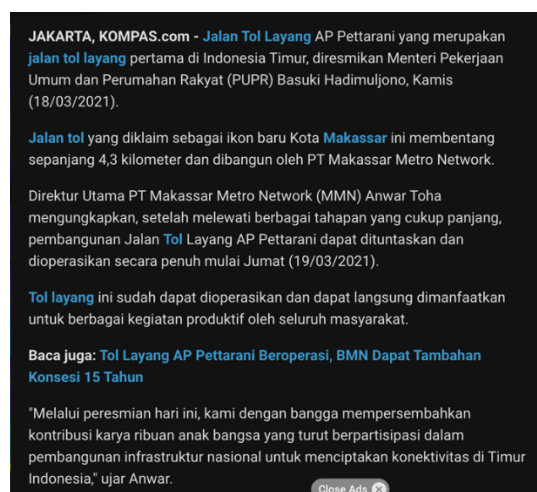 JAKARTA, KOMPAS.com - Jalan Tol Layang AP Pettarani yang merupakan
jalan tol layang pertama di Indonesia Timur, diresmikan Menteri Pekerjaan
Umum dan Perumahan Rakyat (PUPR) Basuki Hadimuljono, Kamis
(18/03/2021).
Jalan tol yang diklaim sebagai ikon baru Kota Makassar ini membentang
sepanjang 4,3 kilometer dan dibangun oleh PT Makassar Metro Network.
Direktur Utama PT Makassar Metro Network (MMN) Anwar Toha
mengungkapkan, setelah melewati berbagai tahapan yang cukup panjang,
pembangunan Jalan Tol Layang AP Pettarani dapat dituntaskan dan
dioperasikan secara penuh mulai Jumat (19/03/2021).
Tol layang ini sudah dapat dioperasikan dan dapat langsung dimanfaatkan
untuk berbagai kegiatan produktif oleh seluruh masyarakat.
Baca juga: Tol Layang AP Pettarani Beroperasi, BMN Dapat Tambahan
Konsesi 15 Tahun
"Melalui peresmian hari ini, kami dengan bangga mempersembahkan
kontribusi karya ribuan anak bangsa yang turut berpartisipasi dalam
pembangunan infrastruktur nasional untuk menciptakan konektivitas di Timur
Indonesia," ujar Anwar.
Close Ads